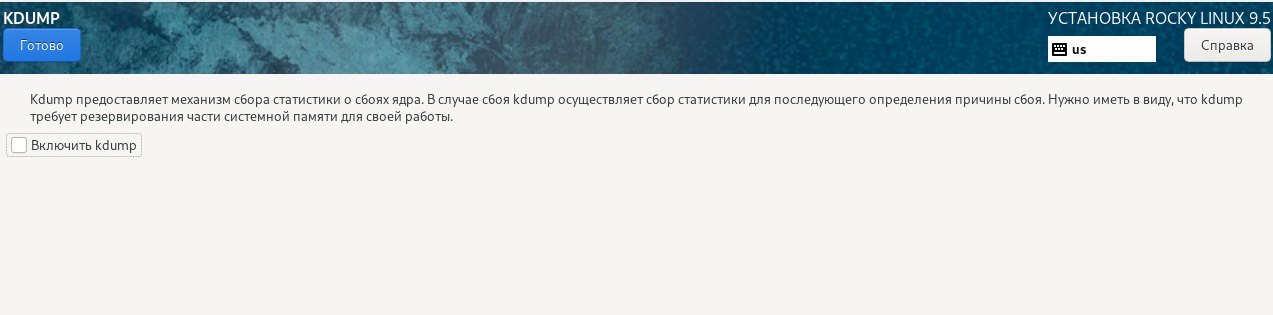 KDUMP
УСТАНОВКА ROCKY LINUX 9.5
Готово
us
Справка
Kdump предоставляет механизм сбора статистики о сбоях ядра. В случае сбоя kdump осуществляет сбор статистики для последующего определения причины сбоя. Нужно иметь в виду, что kdump
требует резервирования части системной памяти для своей работы.
Включить kdump